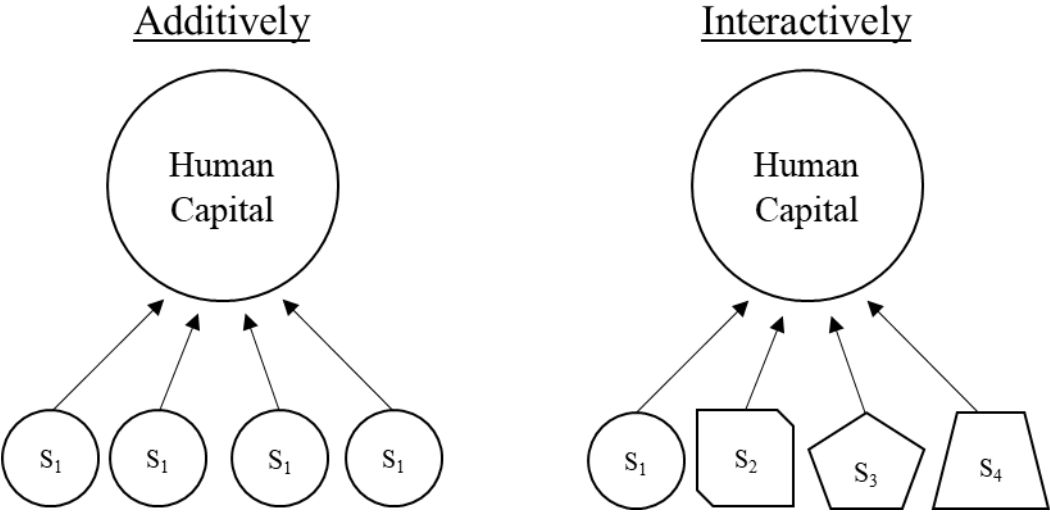 Additively
Human
Capital
S₁
S₁
S₁
S₁
Interactively
Human
Capital
S₁
S₂
S₃
S₄